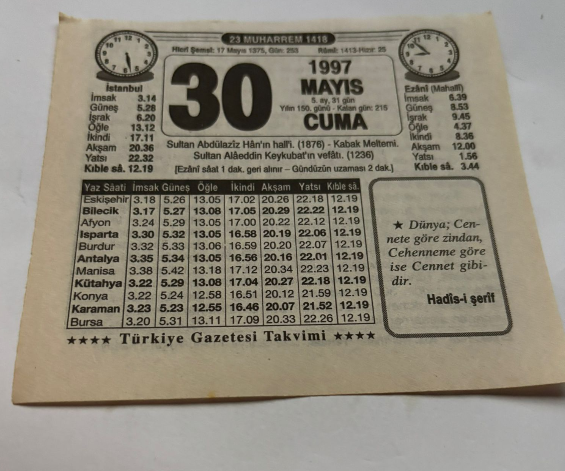 23 MUHARREM 1418
Hicri Şemsî: 17 Mayıs 1375, Gün: 253 Rûmî: 1413-Hızır: 25
30
1997
MAYIS
5. ay, 31 gün
Yılın 150. günü - Kalan gün: 215
CUMA
İstanbul
İmsak 3.14
Güneş 5.28
İşrak 6.20
Öğle 13.12
İkindi 17.11
Akşam 20.36
Yatsı 22.32
Kıble sâ. 12.19
Ezânî (Mahallî)
İmsak 6.39
Güneş 8.53
İşrak 9.45
Öğle 4.37
İkindi 8.36
Akşam 12.00
Yatsı 1.56
Kıble sâ. 3.44
Sultan Abdülazîz Hân'ın hal'i. (1876) - Kabak Meltemi.
Sultan Alâeddin Keykubat'ın vefâtı. (1236)
[Ezânî sâat 1 dak. geri alınır – Gündüzün uzaması 2 dak.]
Yaz Sâati İmsak Güneş Öğle İkindi Akşam Yatsı Kıble sâ.
Eskişehir 3.18 5.26 13.05 17.02 20.26 22.18 12.19
Bilecik 3.17 5.27 13.08 17.05 20.29 22.22 12.19
Afyon 3.24 5.29 13.05 17.00 20.22 22.12 12.19
Isparta 3.30 5.32 13.05 16.58 20.19 22.06 12.19
Burdur 3.32 5.33 13.06 16.59 20.20 22.07 12.19
Antalya 3.35 5.34 13.05 16.56 20.16 22.01 12.19
Manisa 3.38 5.42 13.18 17.12 20.34 22.23 12.19
Kütahya 3.22 5.29 13.08 17.04 20.27 22.18 12.19
Konya 3.22 5.24 12.58 16.51 20.12 21.59 12.19
Karaman 3.23 5.23 12.55 16.46 20.07 21.52 12.19
Bursa 3.20 5.31 13.11 17.09 20.33 22.26 12.19
★ Dünya; Cen-
nete göre zindan,
Cehenneme göre
ise Cennet gibi-
dir.
Hadîs-i şerîf
★★★★ Türkiye Gazetesi Takvimi ★★★★